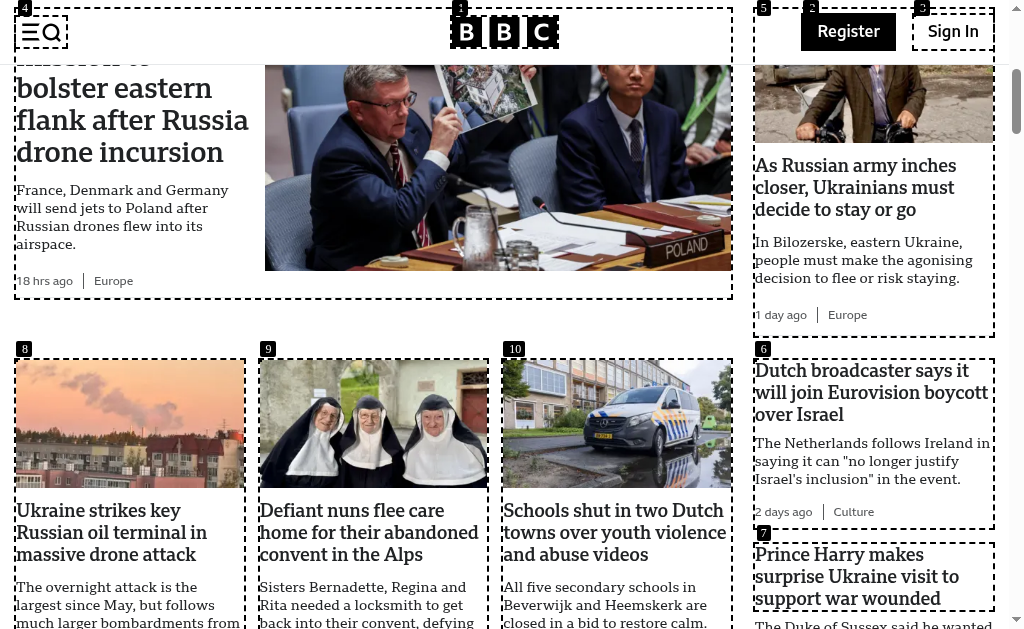 4
1
5
2
3
BBC
Register
Sign In
bolster eastern
flank after Russia
drone incursion
France, Denmark and Germany
will send jets to Poland after
Russian drones flew into its
airspace.
18 hrs ago
Europe
POLAND
As Russian army inches
closer, Ukrainians must
decide to stay or go
In Bilozerske, eastern Ukraine,
people must make the agonising
decision to flee or risk staying.
1 day ago
Europe
8
Ukraine strikes key
Russian oil terminal in
massive drone attack
The overnight attack is the
largest since May, but follows
much larger bombardments from
9
Defiant nuns flee care
home for their abandoned
convent in the Alps
Sisters Bernadette, Regina and
Rita needed a locksmith to get
back into their convent, defying
10
Schools shut in two Dutch
towns over youth violence
and abuse videos
All five secondary schools in
Beverwijk and Heemskerk are
closed in a bid to restore calm.
6
Dutch broadcaster says it
will join Eurovision boycott
over Israel
The Netherlands follows Ireland in
saying it can "no longer justify
Israel's inclusion" in the event.
2 days ago
Culture
7
Prince Harry makes
surprise Ukraine visit to
support war wounded
The Duke of Sussex said he wanted